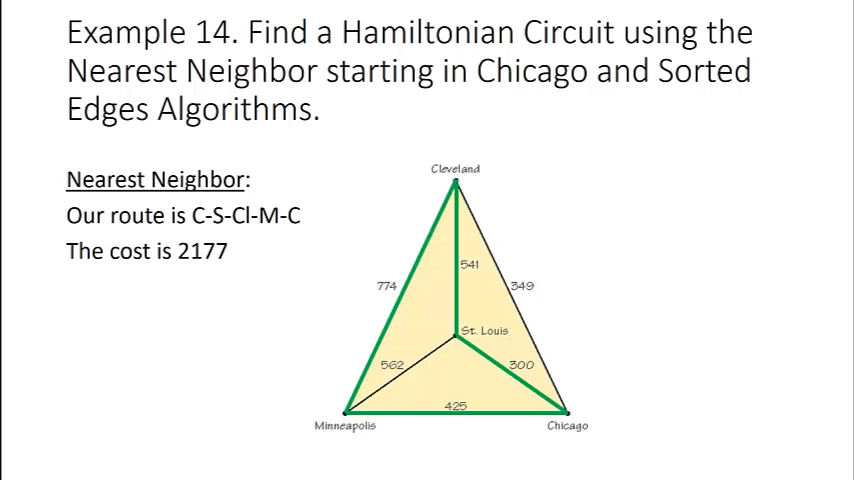 Example 14. Find a Hamiltonian Circuit using the
Nearest Neighbor starting in Chicago and Sorted
Edges Algorithms.
Nearest Neighbor:
Our route is C-S-Cl-M-C
The cost is 2177
Cleveland
541
774
349
St. Louis
562
300
425
Minneapolis
Chicago